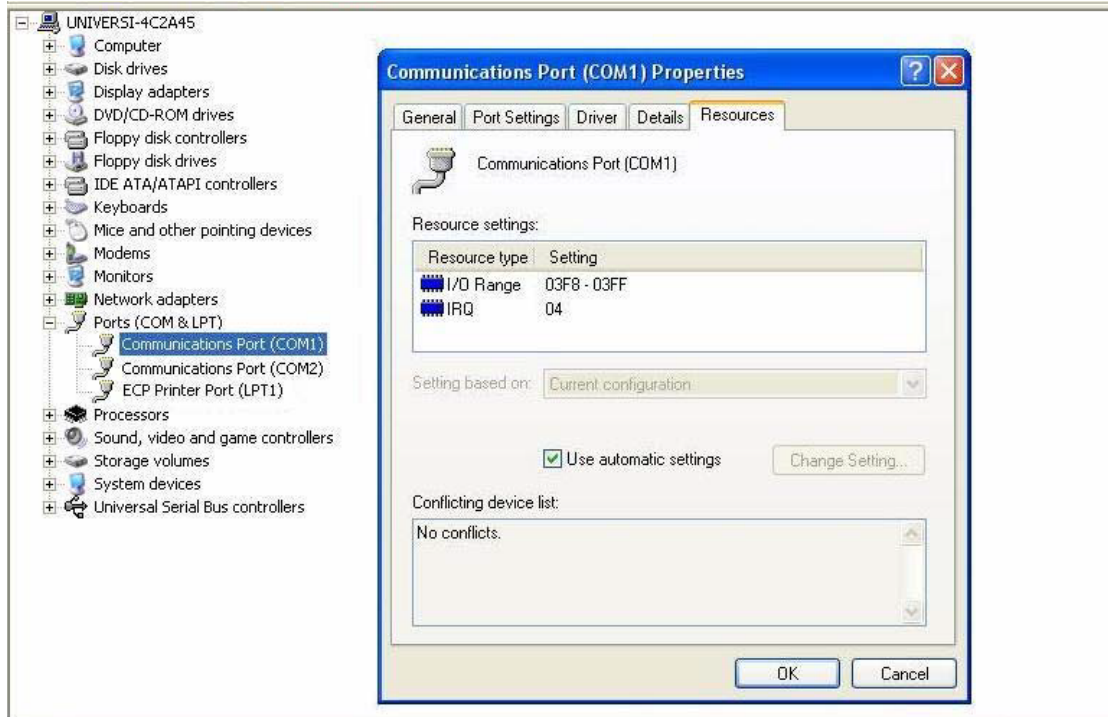 UNIVERSI-4C2A45
Computer
Disk drives
Display adapters
DVD/CD-ROM drives
Floppy disk controllers
Floppy disk drives
IDE ATA/ATAPI controllers
Keyboards
Mice and other pointing devices
Modems
Monitors
Network adapters
Ports (COM & LPT)
Communications Port (COM1)
Communications Port (COM2)
ECP Printer Port (LPT1)
Processors
Sound, video and game controllers
Storage volumes
System devices
Universal Serial Bus controllers
Communications Port (COM1) Properties
General Port Settings Driver Details Resources
Communications Port (COM1)
Resource settings:
Resource type Setting
I/O Range 03F8 - 03FF
IRQ 04
Setting based on: Current configuration
Use automatic settings Change Setting...
Conflicting device list:
No conflicts.
OK Cancel